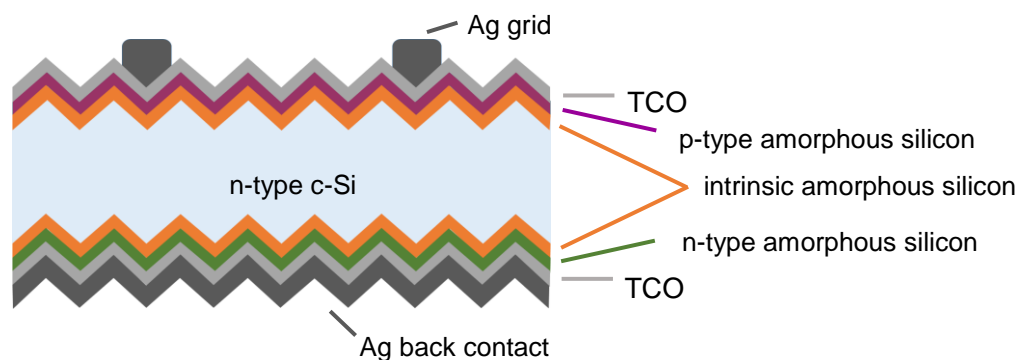 Ag grid
TCO
p-type amorphous silicon
n-type c-Si
intrinsic amorphous silicon
n-type amorphous silicon
TCO
Ag back contact